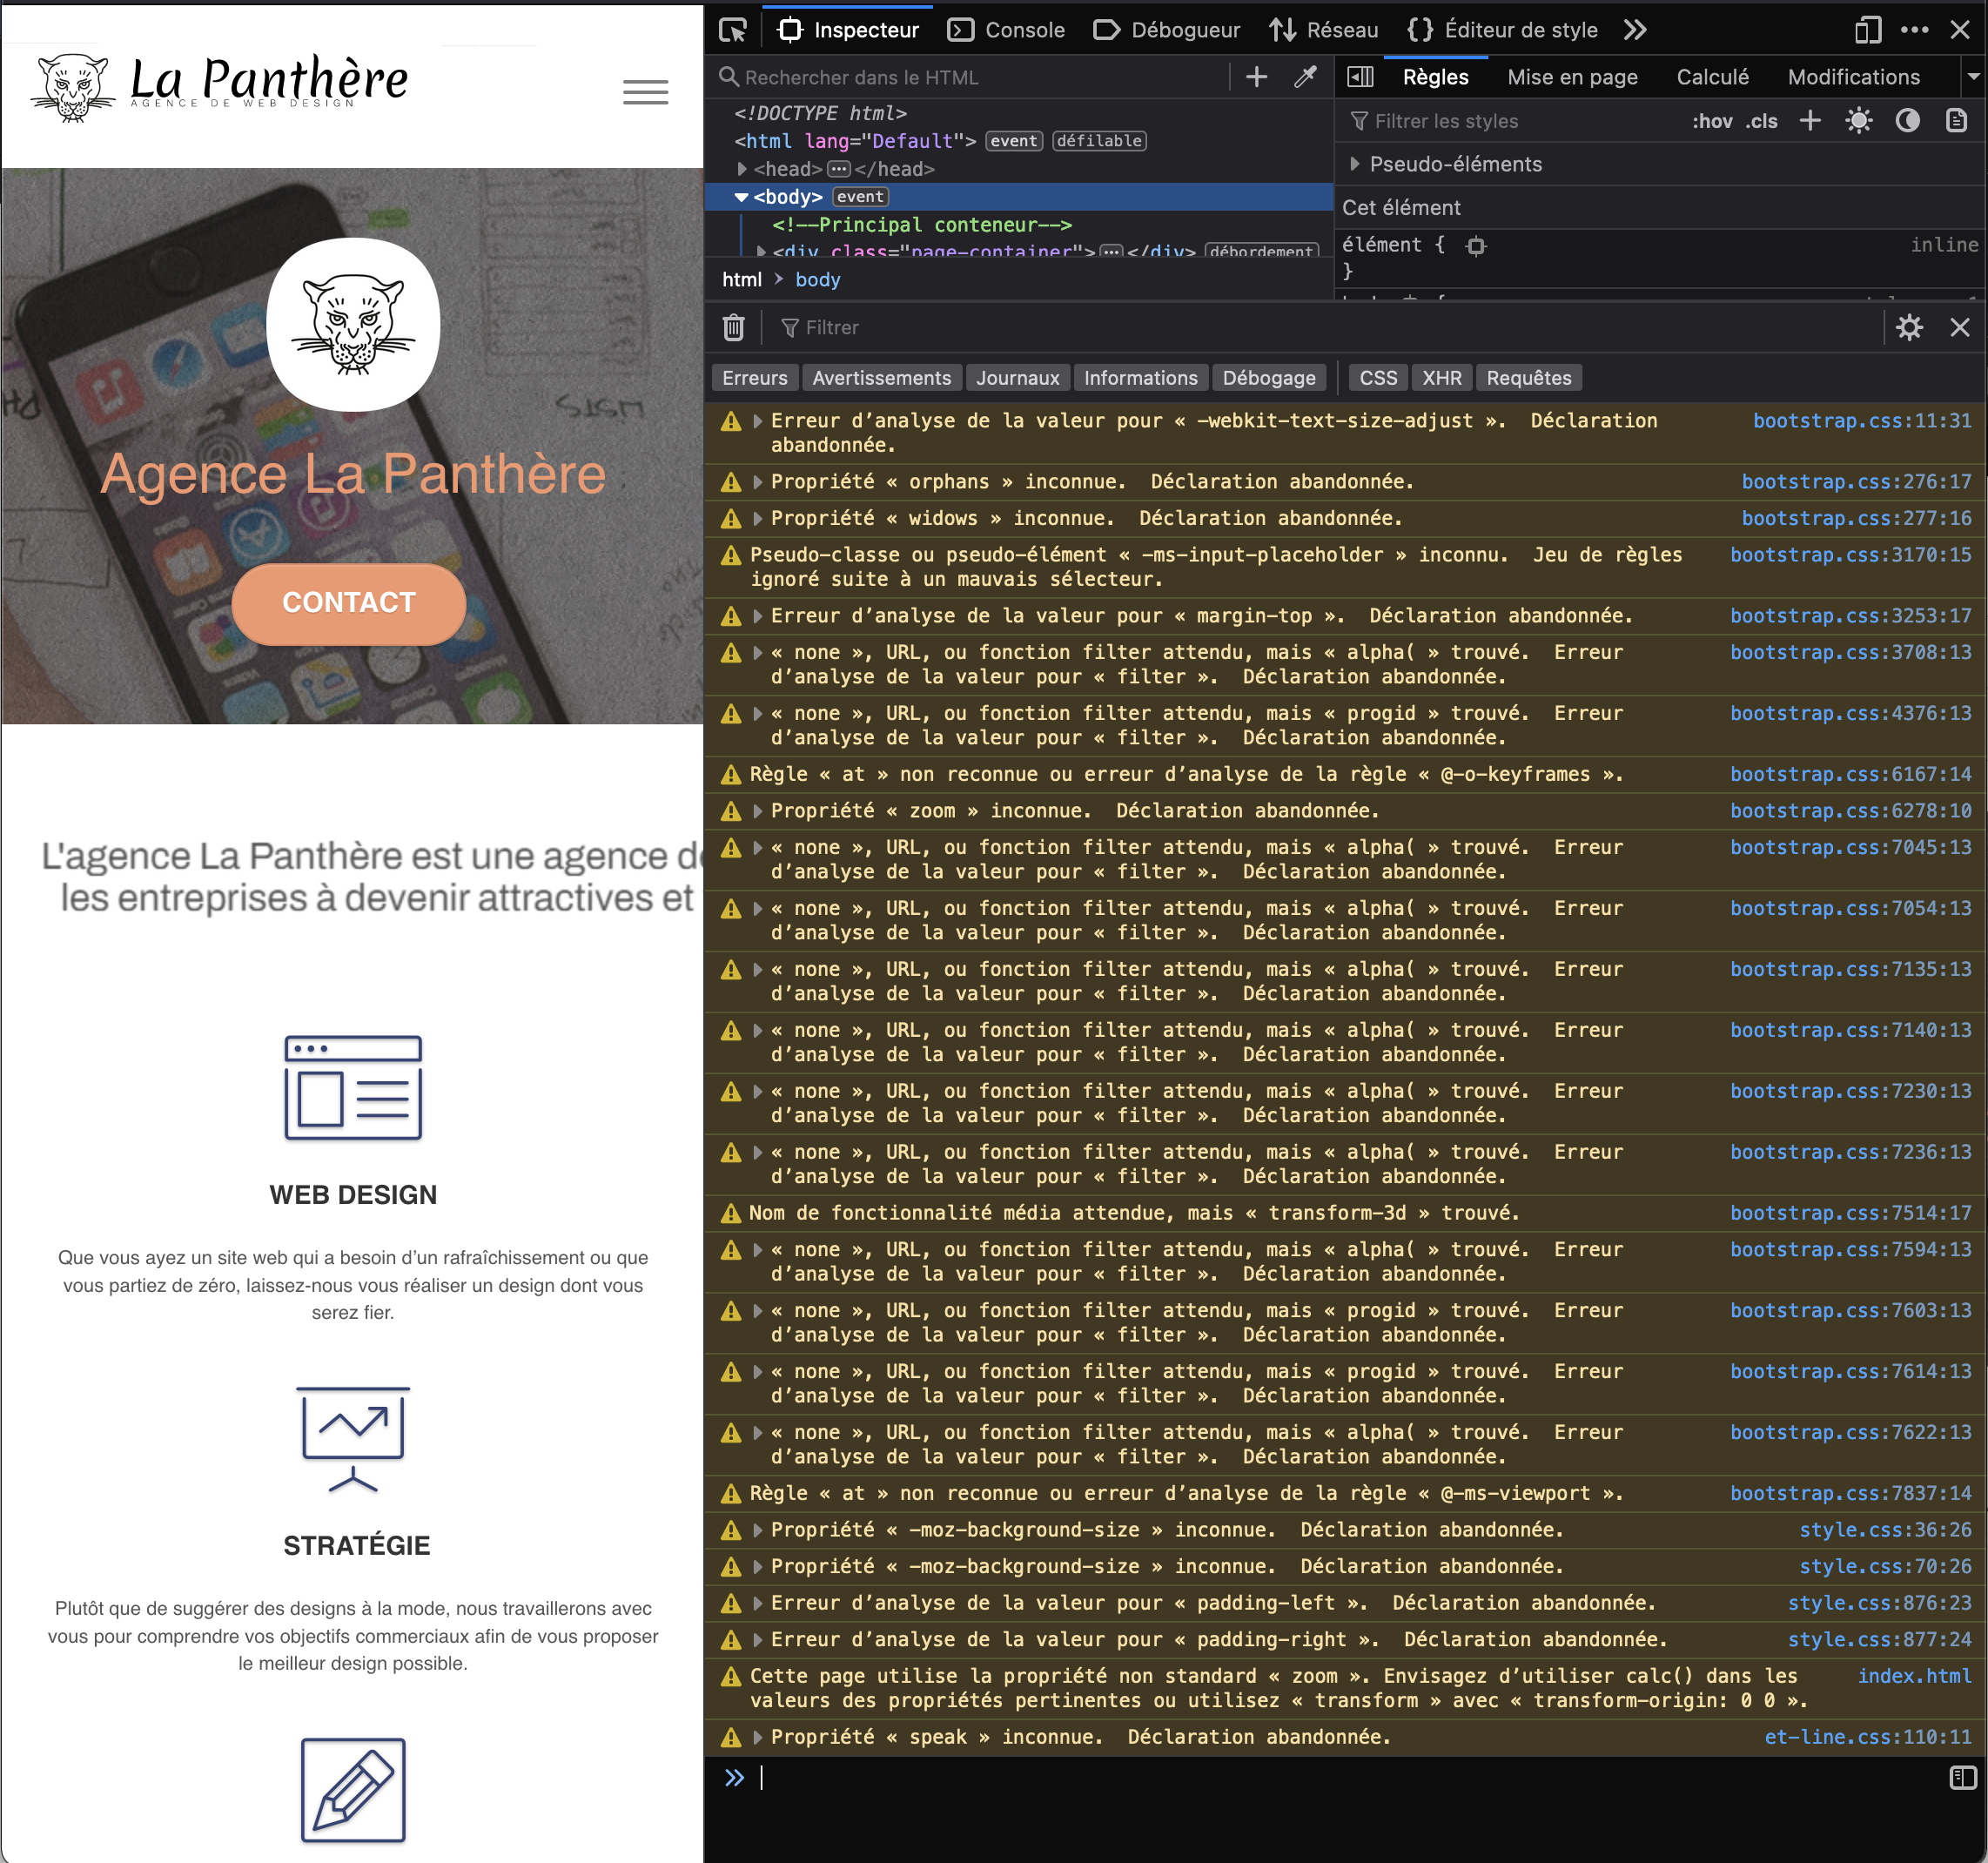 La Panthère
AGENCE DE WEB DESIGN
Agence La Panthère
CONTACT
L'agence La Panthère est une agence de
les entreprises à devenir attractives et
WEB DESIGN
Que vous ayez un site web qui a besoin d’un rafraîchissement ou que
vous partiez de zéro, laissez-nous vous réaliser un design dont vous
serez fier.
STRATÉGIE
Plutôt que de suggérer des designs à la mode, nous travaillerons avec
vous pour comprendre vos objectifs commerciaux afin de vous proposer
le meilleur design possible.
Inspecteur Console Débogueur Réseau Éditeur de style
Rechercher dans le HTML
<!DOCTYPE html>
<html lang="Default"> event défilable
<head> ⋯ </head>
<body> event
<!--Principal conteneur-->
<div class="page-container"> ⋯ </div> débordement
html > body
Règles Mise en page Calculé Modifications
Filtrer les styles :hov .cls
Pseudo-éléments
Cet élément
élément { inline
}
Filtrer
Erreurs Avertissements Journaux Informations Débogage CSS XHR Requêtes
Erreur d’analyse de la valeur pour « -webkit-text-size-adjust ». Déclaration bootstrap.css:11:31
abandonnée.
Propriété « orphans » inconnue. Déclaration abandonnée. bootstrap.css:276:17
Propriété « widows » inconnue. Déclaration abandonnée. bootstrap.css:277:16
Pseudo-classe ou pseudo-élément « -ms-input-placeholder » inconnu. Jeu de règles bootstrap.css:3170:15
ignoré suite à un mauvais sélecteur.
Erreur d’analyse de la valeur pour « margin-top ». Déclaration abandonnée. bootstrap.css:3253:17
« none », URL, ou fonction filter attendu, mais « alpha( » trouvé. Erreur bootstrap.css:3708:13
d’analyse de la valeur pour « filter ». Déclaration abandonnée.
« none », URL, ou fonction filter attendu, mais « progid » trouvé. Erreur bootstrap.css:4376:13
d’analyse de la valeur pour « filter ». Déclaration abandonnée.
Règle « at » non reconnue ou erreur d’analyse de la règle « @-o-keyframes ». bootstrap.css:6167:14
Propriété « zoom » inconnue. Déclaration abandonnée. bootstrap.css:6278:10
« none », URL, ou fonction filter attendu, mais « alpha( » trouvé. Erreur bootstrap.css:7045:13
d’analyse de la valeur pour « filter ». Déclaration abandonnée.
« none », URL, ou fonction filter attendu, mais « alpha( » trouvé. Erreur bootstrap.css:7054:13
d’analyse de la valeur pour « filter ». Déclaration abandonnée.
« none », URL, ou fonction filter attendu, mais « alpha( » trouvé. Erreur bootstrap.css:7135:13
d’analyse de la valeur pour « filter ». Déclaration abandonnée.
« none », URL, ou fonction filter attendu, mais « alpha( » trouvé. Erreur bootstrap.css:7140:13
d’analyse de la valeur pour « filter ». Déclaration abandonnée.
« none », URL, ou fonction filter attendu, mais « alpha( » trouvé. Erreur bootstrap.css:7230:13
d’analyse de la valeur pour « filter ». Déclaration abandonnée.
« none », URL, ou fonction filter attendu, mais « alpha( » trouvé. Erreur bootstrap.css:7236:13
d’analyse de la valeur pour « filter ». Déclaration abandonnée.
Nom de fonctionnalité média attendue, mais « transform-3d » trouvé. bootstrap.css:7514:17
« none », URL, ou fonction filter attendu, mais « alpha( » trouvé. Erreur bootstrap.css:7594:13
d’analyse de la valeur pour « filter ». Déclaration abandonnée.
« none », URL, ou fonction filter attendu, mais « progid » trouvé. Erreur bootstrap.css:7603:13
d’analyse de la valeur pour « filter ». Déclaration abandonnée.
« none », URL, ou fonction filter attendu, mais « progid » trouvé. Erreur bootstrap.css:7614:13
d’analyse de la valeur pour « filter ». Déclaration abandonnée.
« none », URL, ou fonction filter attendu, mais « alpha( » trouvé. Erreur bootstrap.css:7622:13
d’analyse de la valeur pour « filter ». Déclaration abandonnée.
Règle « at » non reconnue ou erreur d’analyse de la règle « @-ms-viewport ». bootstrap.css:7837:14
Propriété « -moz-background-size » inconnue. Déclaration abandonnée. style.css:36:26
Propriété « -moz-background-size » inconnue. Déclaration abandonnée. style.css:70:26
Erreur d’analyse de la valeur pour « padding-left ». Déclaration abandonnée. style.css:876:23
Erreur d’analyse de la valeur pour « padding-right ». Déclaration abandonnée. style.css:877:24
Cette page utilise la propriété non standard « zoom ». Envisagez d’utiliser calc() dans les index.html
valeurs des propriétés pertinentes ou utilisez « transform » avec « transform-origin: 0 0 ».
Propriété « speak » inconnue. Déclaration abandonnée. et-line.css:110:11